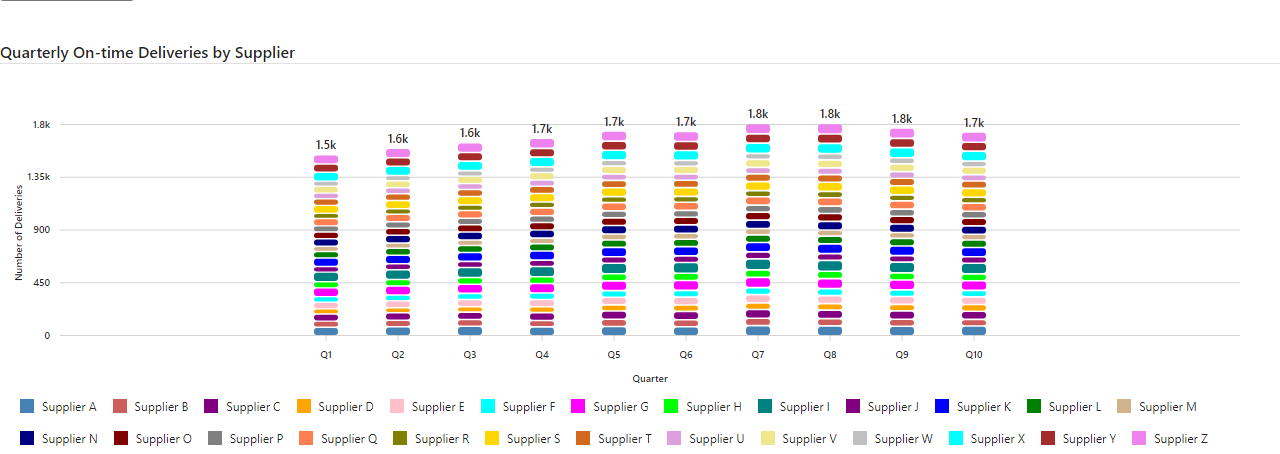 Quarterly On-time Deliveries by Supplier
1.5k 1.6k 1.6k 1.7k 1.7k 1.7k 1.8k 1.8k 1.8k 1.7k
1.8k
1.35k
900
450
0
Number of Deliveries
Q1 Q2 Q3 Q4 Q5 Q6 Q7 Q8 Q9 Q10
Quarter
Supplier A Supplier B Supplier C Supplier D Supplier E Supplier F Supplier G Supplier H Supplier I Supplier J Supplier K Supplier L Supplier M
Supplier N Supplier O Supplier P Supplier Q Supplier R Supplier S Supplier T Supplier U Supplier V Supplier W Supplier X Supplier Y Supplier Z